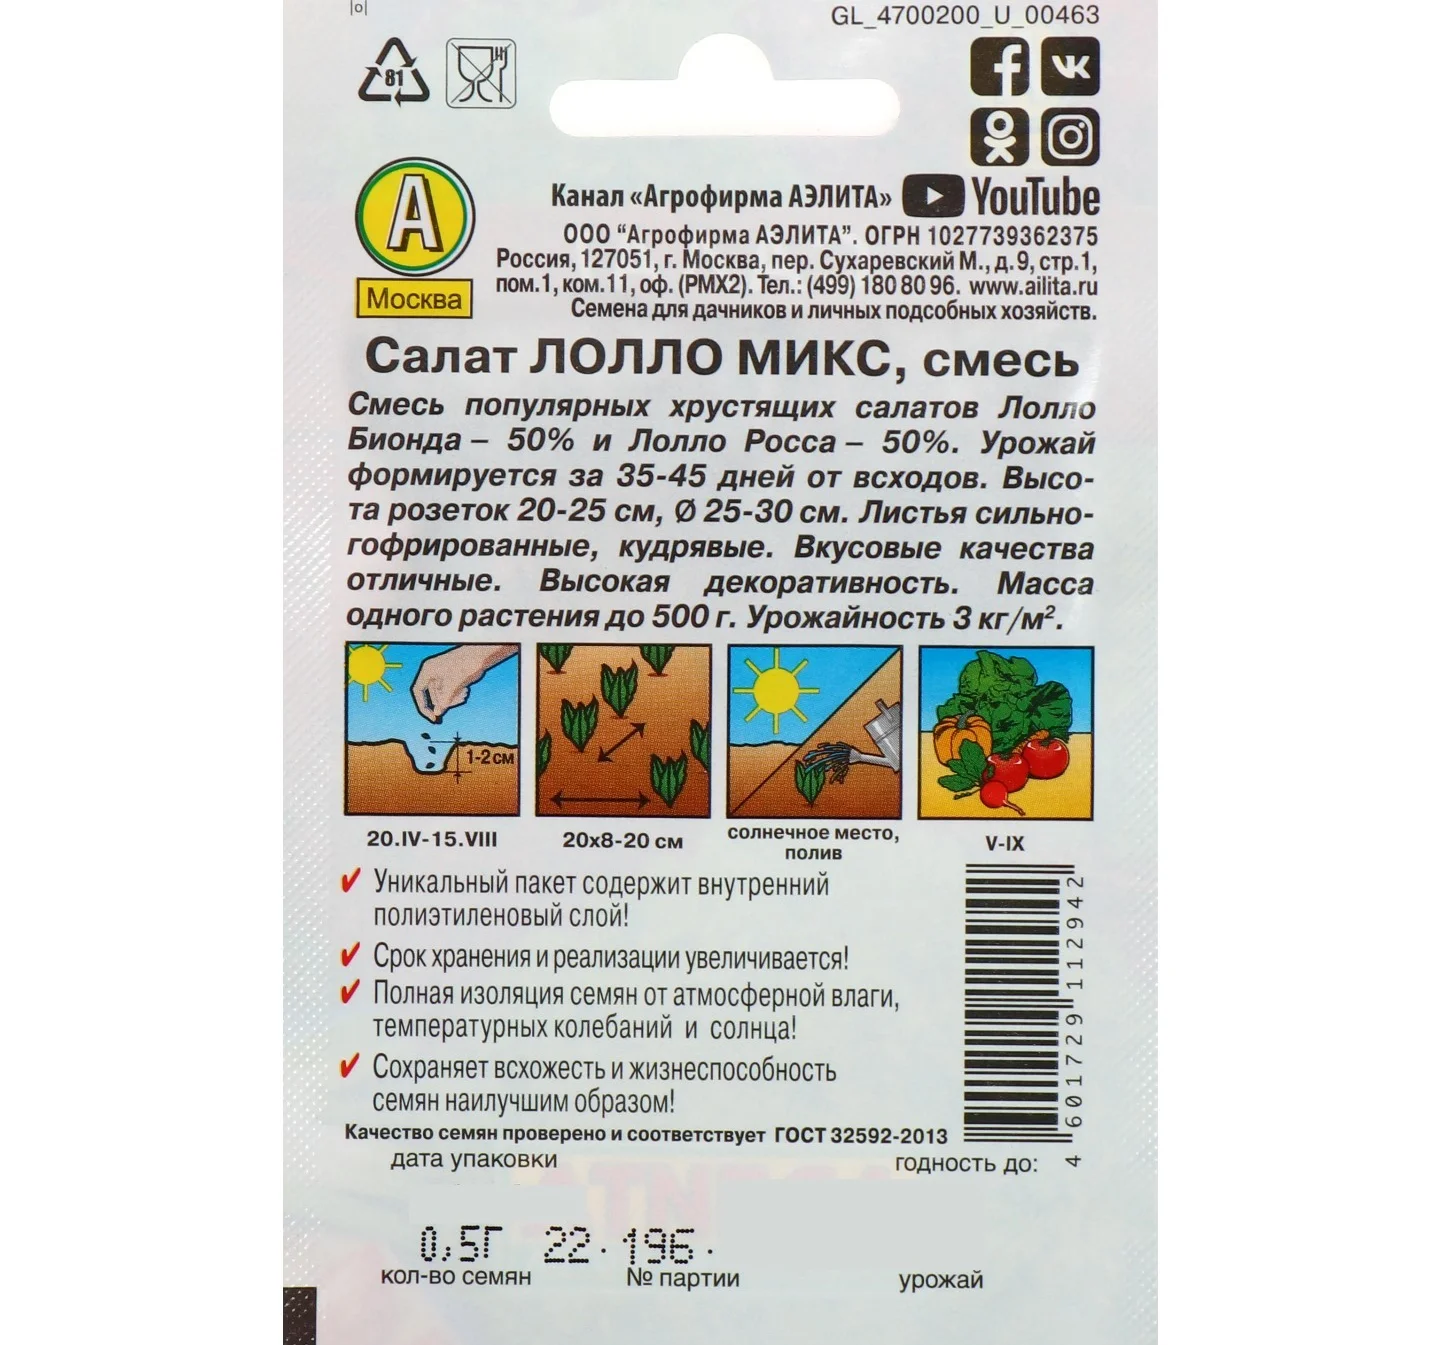 GL_4700200_U_00463
81
Канал «Агрофирма АЭЛИТА» YouTube
ООО “Агрофирма АЭЛИТА”. ОГРН 1027739362375
Россия, 127051, г. Москва, пер. Сухаревский М., д. 9, стр.1,
пом.1, ком.11, оф. (РМХ2). Тел.: (499) 180 80 96. www.ailita.ru
Семена для дачников и личных подсобных хозяйств.
А
Москва
Салат ЛОЛЛО МИКС, смесь
Смесь популярных хрустящих салатов Лолло
Бионда – 50% и Лолло Росса – 50%. Урожай
формируется за 35-45 дней от всходов. Высо-
та розеток 20-25 см, Ø 25-30 см. Листья сильно-
гофрированные, кудрявые. Вкусовые качества
отличные. Высокая декоративность. Масса
одного растения до 500 г. Урожайность 3 кг/м².
1-2 см
20.IV-15.VIII
20x8-20 см
солнечное место,
полив
V-IX
Уникальный пакет содержит внутренний
полиэтиленовый слой!
Срок хранения и реализации увеличивается!
Полная изоляция семян от атмосферной влаги,
температурных колебаний и солнца!
Сохраняет всхожесть и жизнеспособность
семян наилучшим образом!
4 601729 112942
Качество семян проверено и соответствует ГОСТ 32592-2013
дата упаковки годность до:
0,5Г 22. 196.
кол-во семян № партии урожай